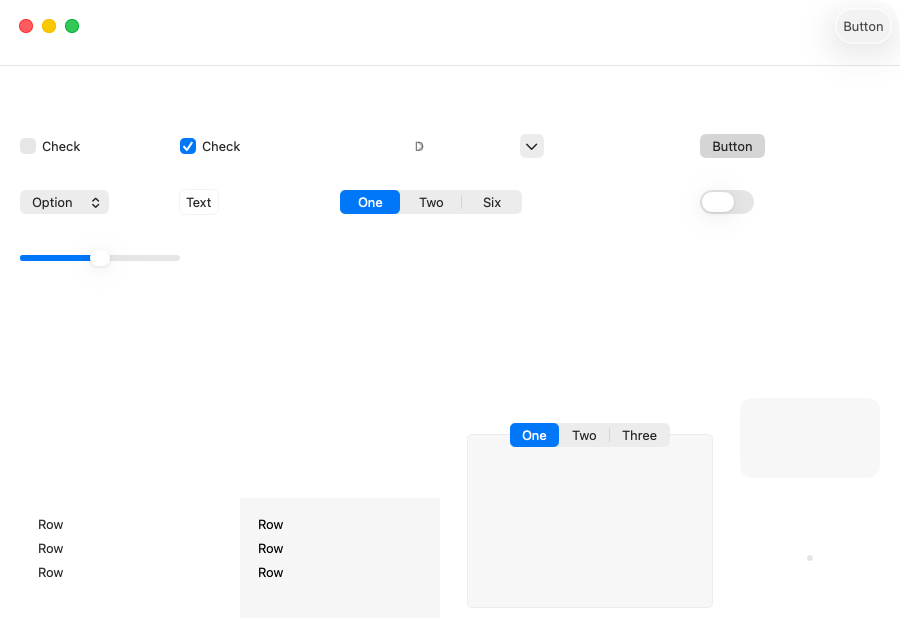 Button
Check
Check
Button
Option
Text
One Two Six
One Two Three
Row
Row
Row
Row
Row
Row